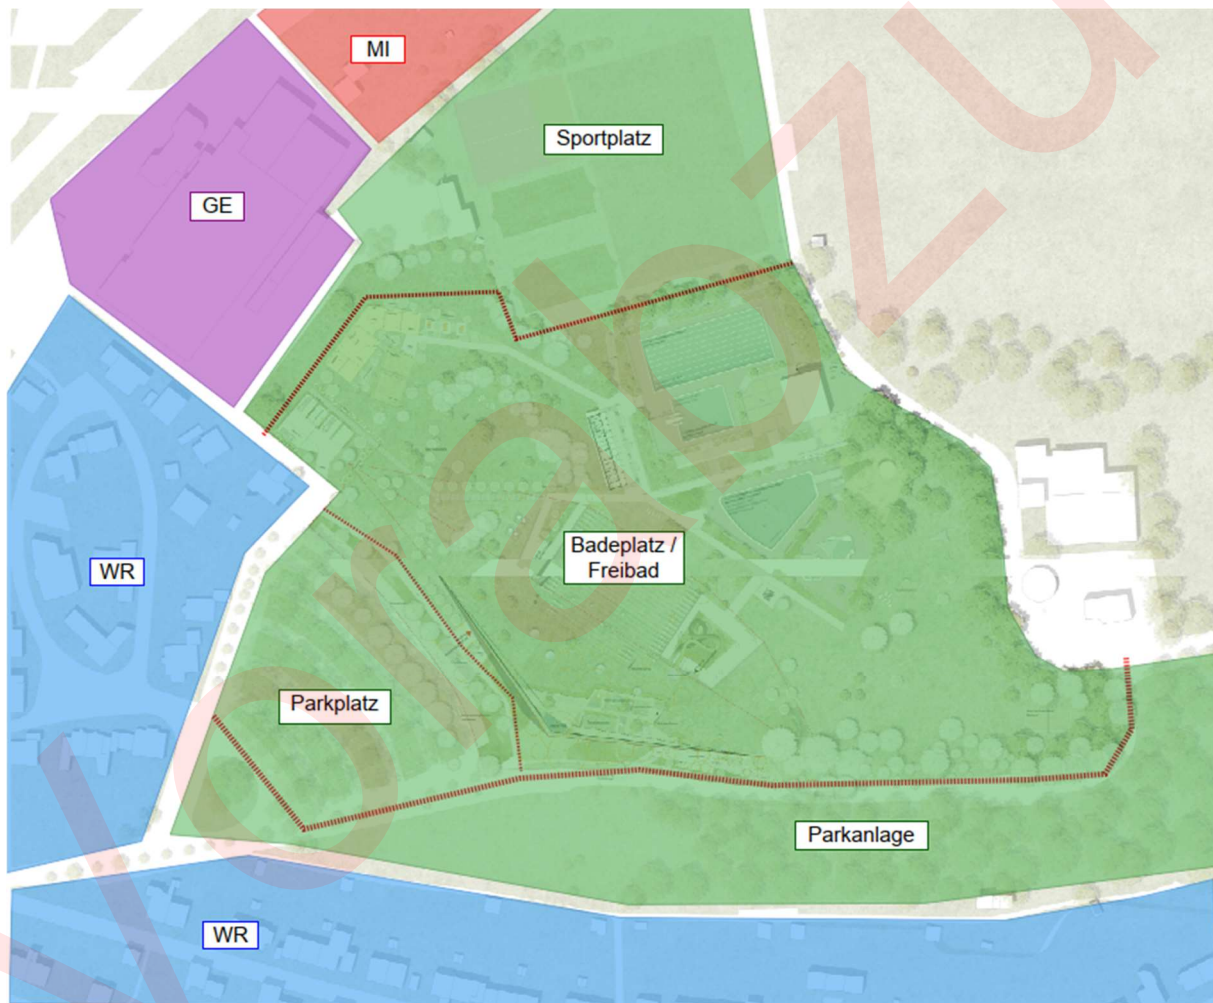 MI
Sportplatz
GE
Badeplatz /
Freibad
WR
Parkplatz
Parkanlage
WR